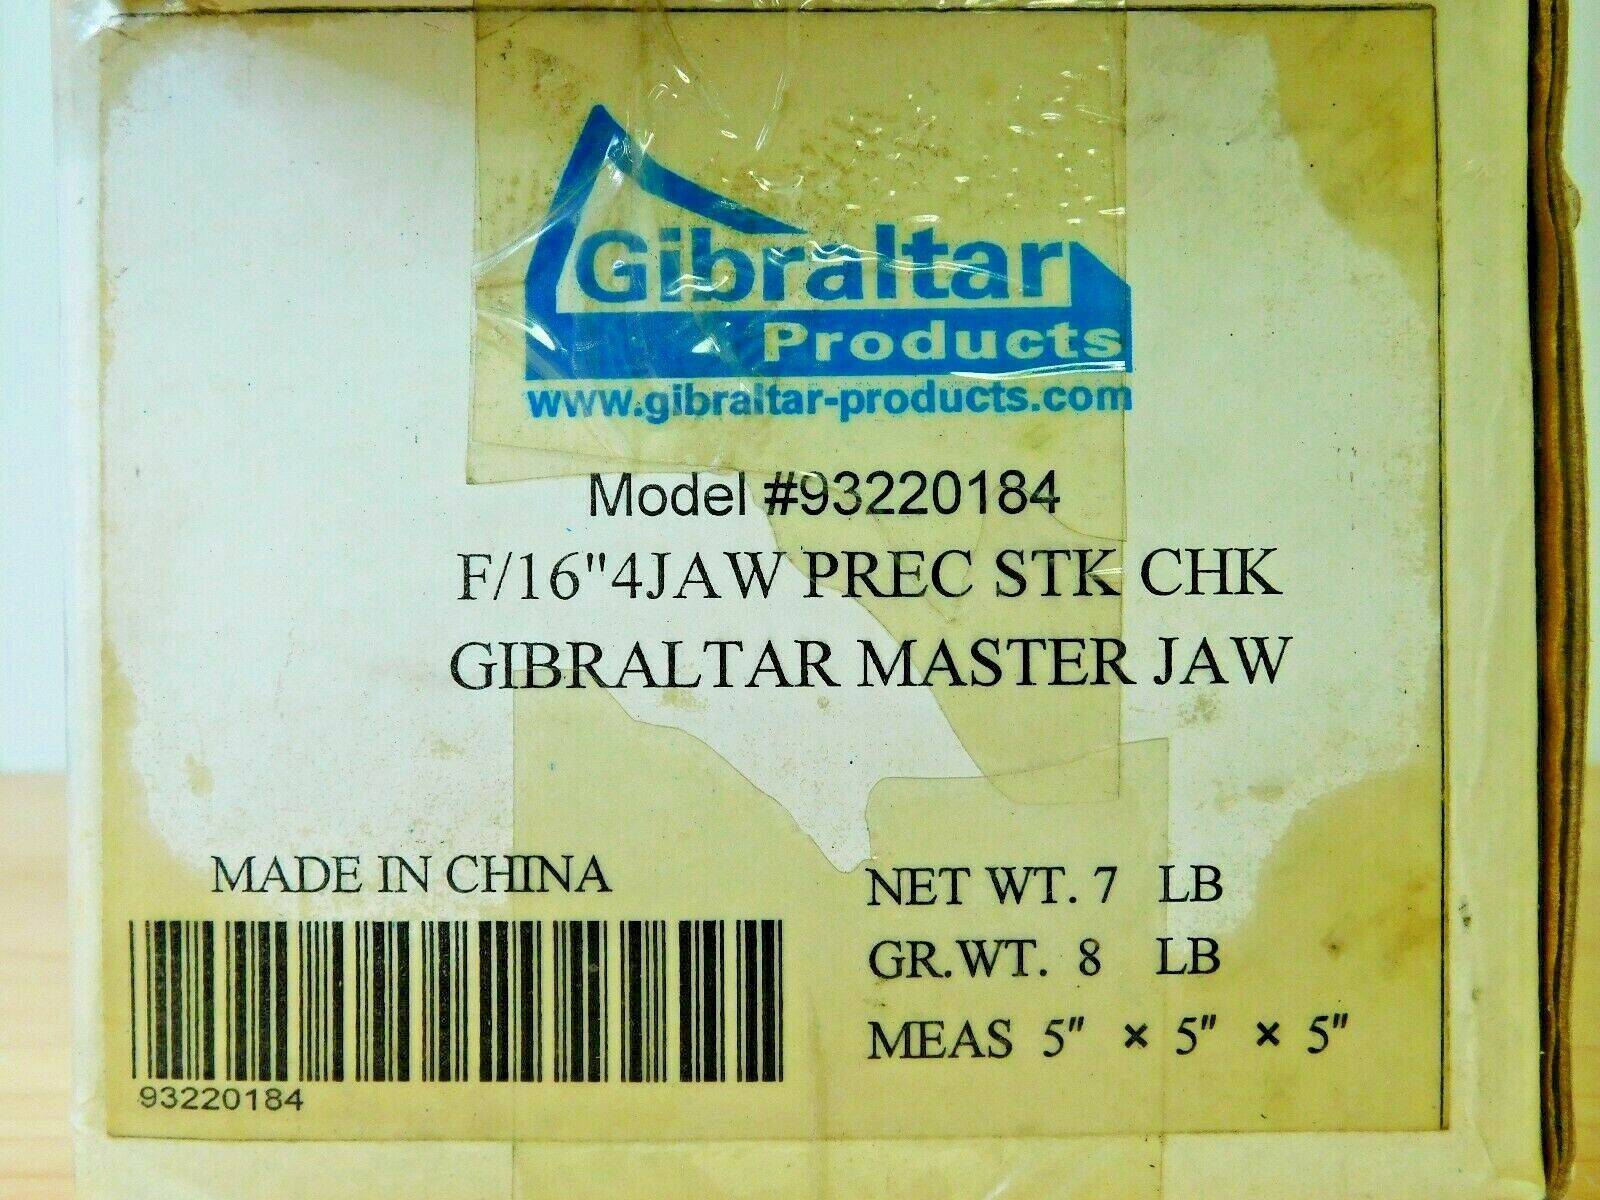 Gibraltar
Products
www.gibraltar-products.com
Model #93220184
F/16"4JAW PREC STK CHK
GIBRALTAR MASTER JAW
MADE IN CHINA
NET WT. 7 LB
GR.WT. 8 LB
MEAS 5" × 5" × 5"
93220184